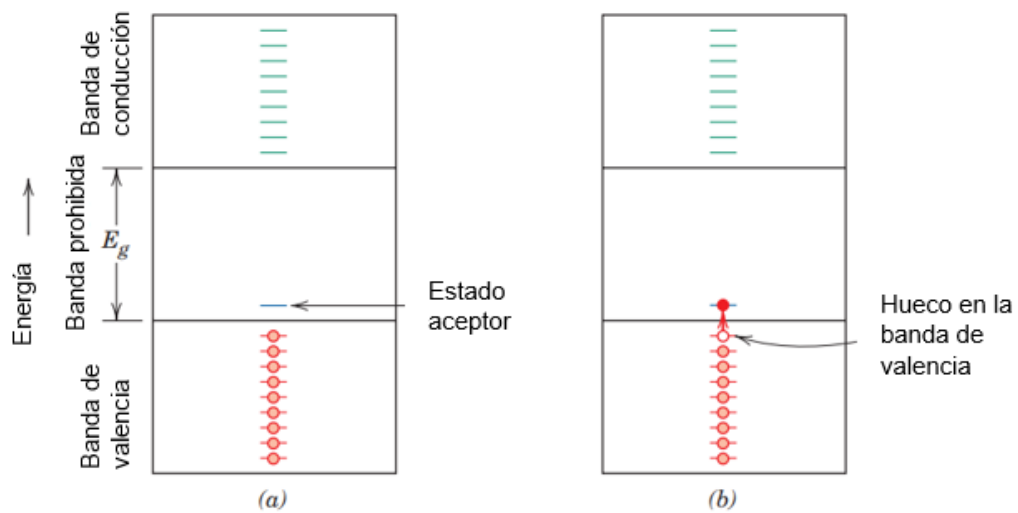 Energía
Banda de
conducción
Banda prohibida
E_g
Banda de
valencia
Estado
aceptor
(a)
Hueco en la
banda de
valencia
(b)